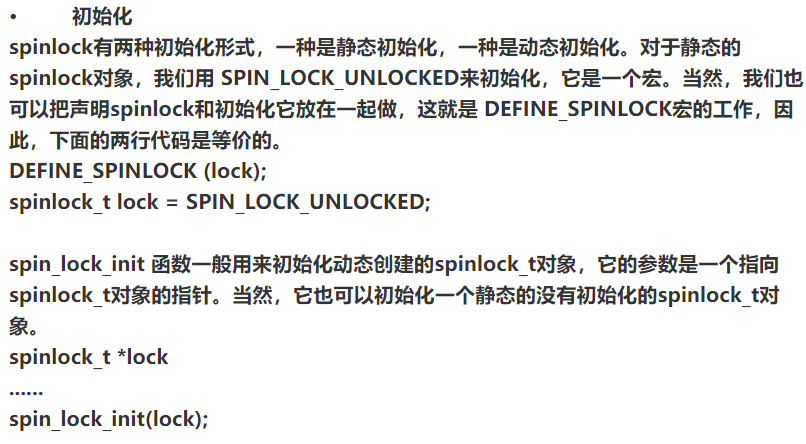 • 初始化
spinlock有两种初始化形式，一种是静态初始化，一种是动态初始化。对于静态的
spinlock对象，我们用 SPIN_LOCK_UNLOCKED来初始化，它是一个宏。当然，我们也
可以把声明spinlock和初始化它放在一起做，这就是 DEFINE_SPINLOCK宏的工作，因
此，下面的两行代码是等价的。
DEFINE_SPINLOCK (lock);
spinlock_t lock = SPIN_LOCK_UNLOCKED;
spin_lock_init 函数一般用来初始化动态创建的spinlock_t对象，它的参数是一个指向
spinlock_t对象的指针。当然，它也可以初始化一个静态的没有初始化的spinlock_t对
象。
spinlock_t *lock
......
spin_lock_init(lock);